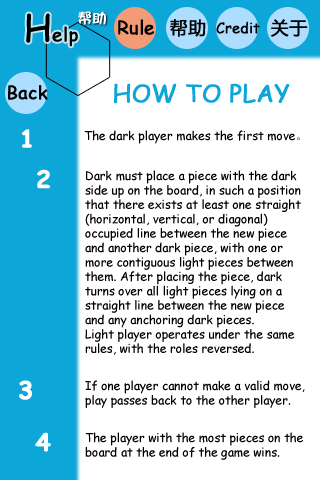 Help 帮助
Rule
帮助
Credit
关于
Back
HOW TO PLAY
1
The dark player makes the first move。
2
Dark must place a piece with the dark
side up on the board, in such a position
that there exists at least one straight
(horizontal, vertical, or diagonal)
occupied line between the new piece
and another dark piece, with one or
more contiguous light pieces between
them. After placing the piece, dark
turns over all light pieces lying on a
straight line between the new piece
and any anchoring dark pieces.
Light player operates under the same
rules, with the roles reversed.
3
If one player cannot make a valid move,
play passes back to the other player.
4
The player with the most pieces on the
board at the end of the game wins.